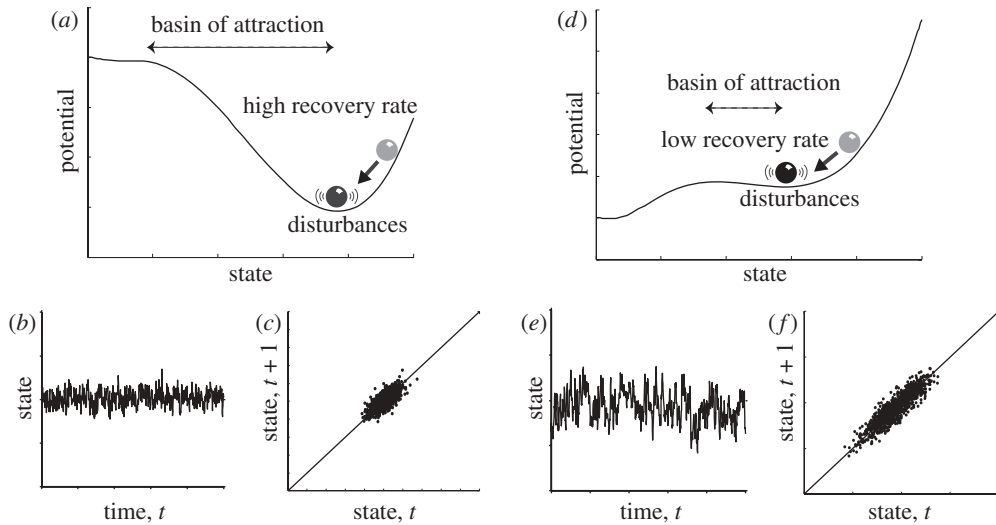 (a)
basin of attraction
high recovery rate
potential
disturbances
state
(d)
basin of attraction
low recovery rate
potential
disturbances
state
(b)
state
time, t
(c)
state, t + 1
state, t
(e)
state
time, t
(f)
state, t + 1
state, t